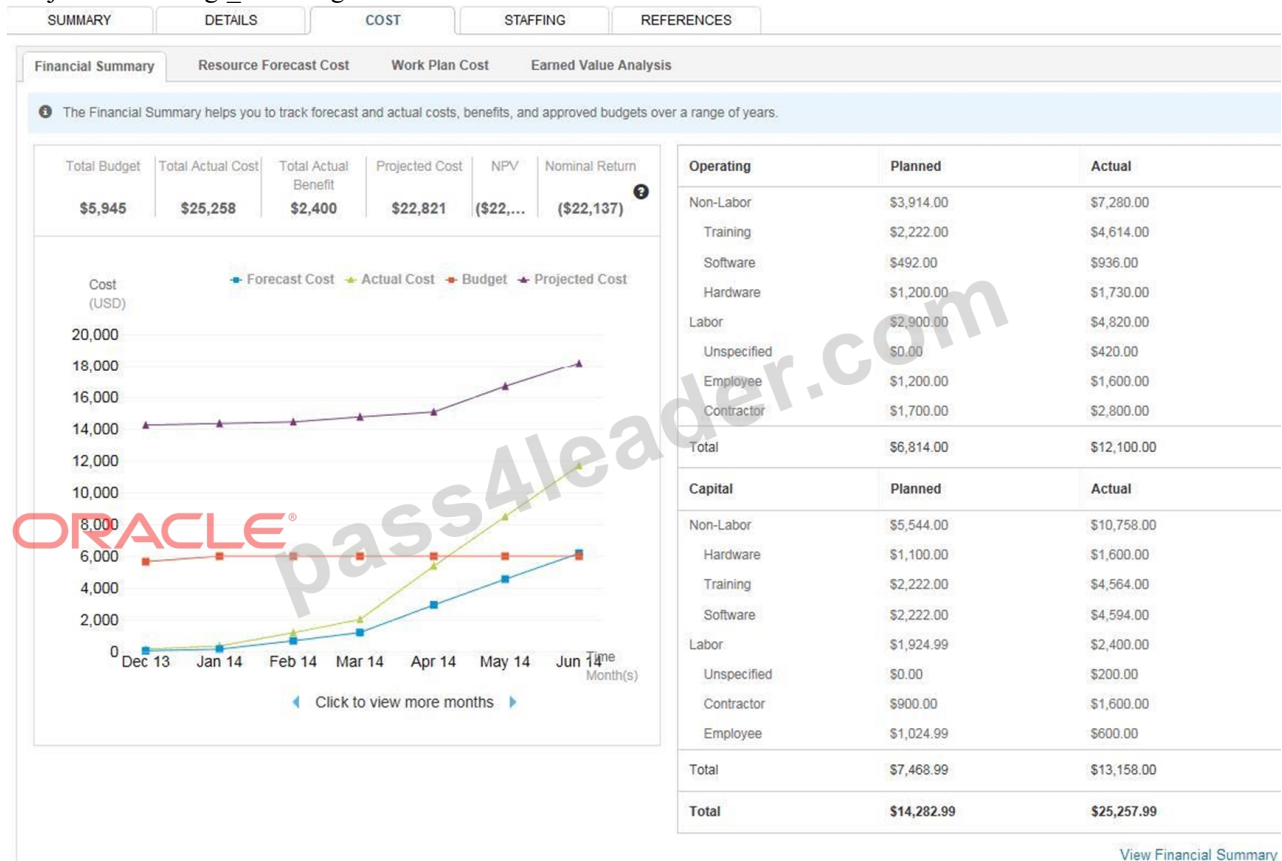 SUMMARY DETAILS COST STAFFING REFERENCES
Financial Summary Resource Forecast Cost Work Plan Cost Earned Value Analysis
The Financial Summary helps you to track forecast and actual costs, benefits, and approved budgets over a range of years.
Total Budget Total Actual Cost Total Actual Benefit Projected Cost NPV Nominal Return
$5,945 $25,258 $2,400 $22,821 ($22,... ($22,137)
Cost
(USD)
Forecast Cost Actual Cost Budget Projected Cost
20,000
18,000
16,000
14,000
12,000
10,000
8,000
6,000
4,000
2,000
0
Dec 13 Jan 14 Feb 14 Mar 14 Apr 14 May 14 Jun 14
Time
Month(s)
Click to view more months
Operating Planned Actual
Non-Labor $3,914.00 $7,280.00
Training $2,222.00 $4,614.00
Software $492.00 $936.00
Hardware $1,200.00 $1,730.00
Labor $2,900.00 $4,820.00
Unspecified $0.00 $420.00
Employee $1,200.00 $1,600.00
Contractor $1,700.00 $2,800.00
Total $6,814.00 $12,100.00
Capital Planned Actual
Non-Labor $5,544.00 $10,758.00
Hardware $1,100.00 $1,600.00
Training $2,222.00 $4,564.00
Software $2,222.00 $4,594.00
Labor $1,924.99 $2,400.00
Unspecified $0.00 $200.00
Contractor $900.00 $1,600.00
Employee $1,024.99 $600.00
Total $7,468.99 $13,158.00
Total $14,282.99 $25,257.99
View Financial Summary
ORACLE®
pass4leader.com